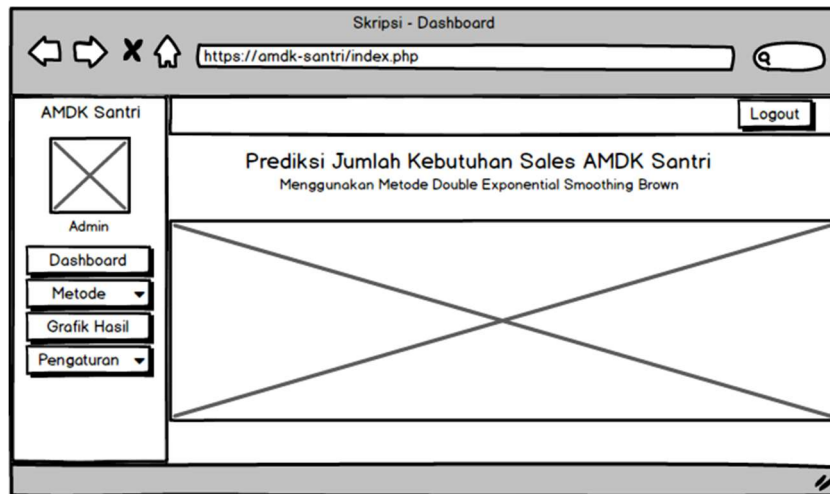 Skripsi - Dashboard
https://amdk-santri/index.php
AMDK Santri
Logout
Prediksi Jumlah Kebutuhan Sales AMDK Santri
Menggunakan Metode Double Exponential Smoothing Brown
Admin
Dashboard
Metode
Grafik Hasil
Pengaturan